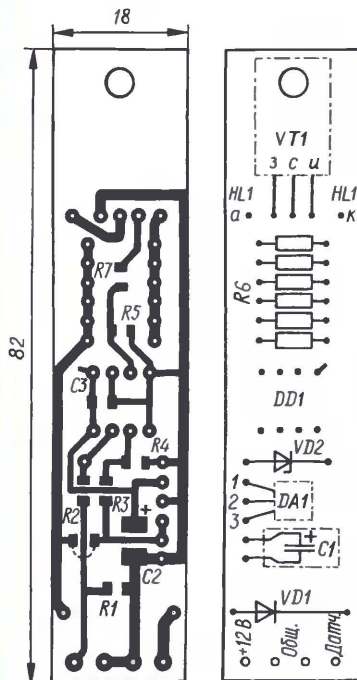 18
82
R7
R5
C3
R4
R2
R3
+
C2
R1
VT1
З С И
HL1 HL1
а к
R6
DD1
VD2
1
DA1
2
3
+
C1
VD1
+12 В Общ. Датч.